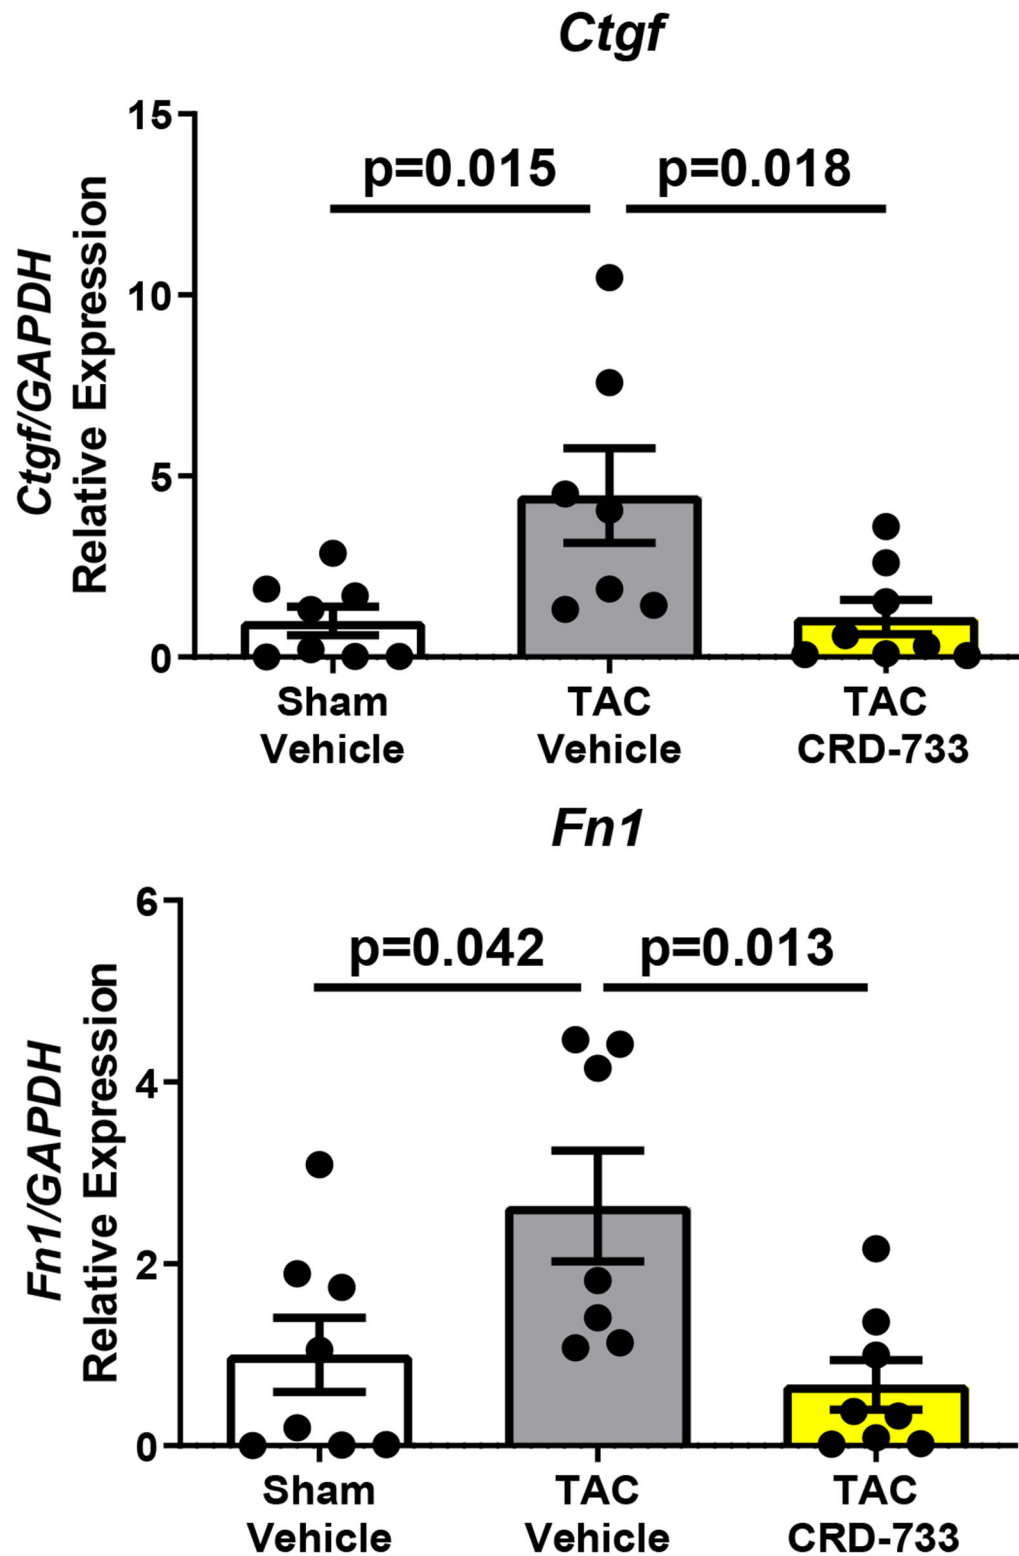 Ctgf
15
p=0.015 p=0.018
Ctgf/GAPDH
Relative Expression
10
5
0
Sham
Vehicle
TAC
Vehicle
TAC
CRD-733
Fn1
6
p=0.042 p=0.013
Fn1/GAPDH
Relative Expression
4
2
0
Sham
Vehicle
TAC
Vehicle
TAC
CRD-733